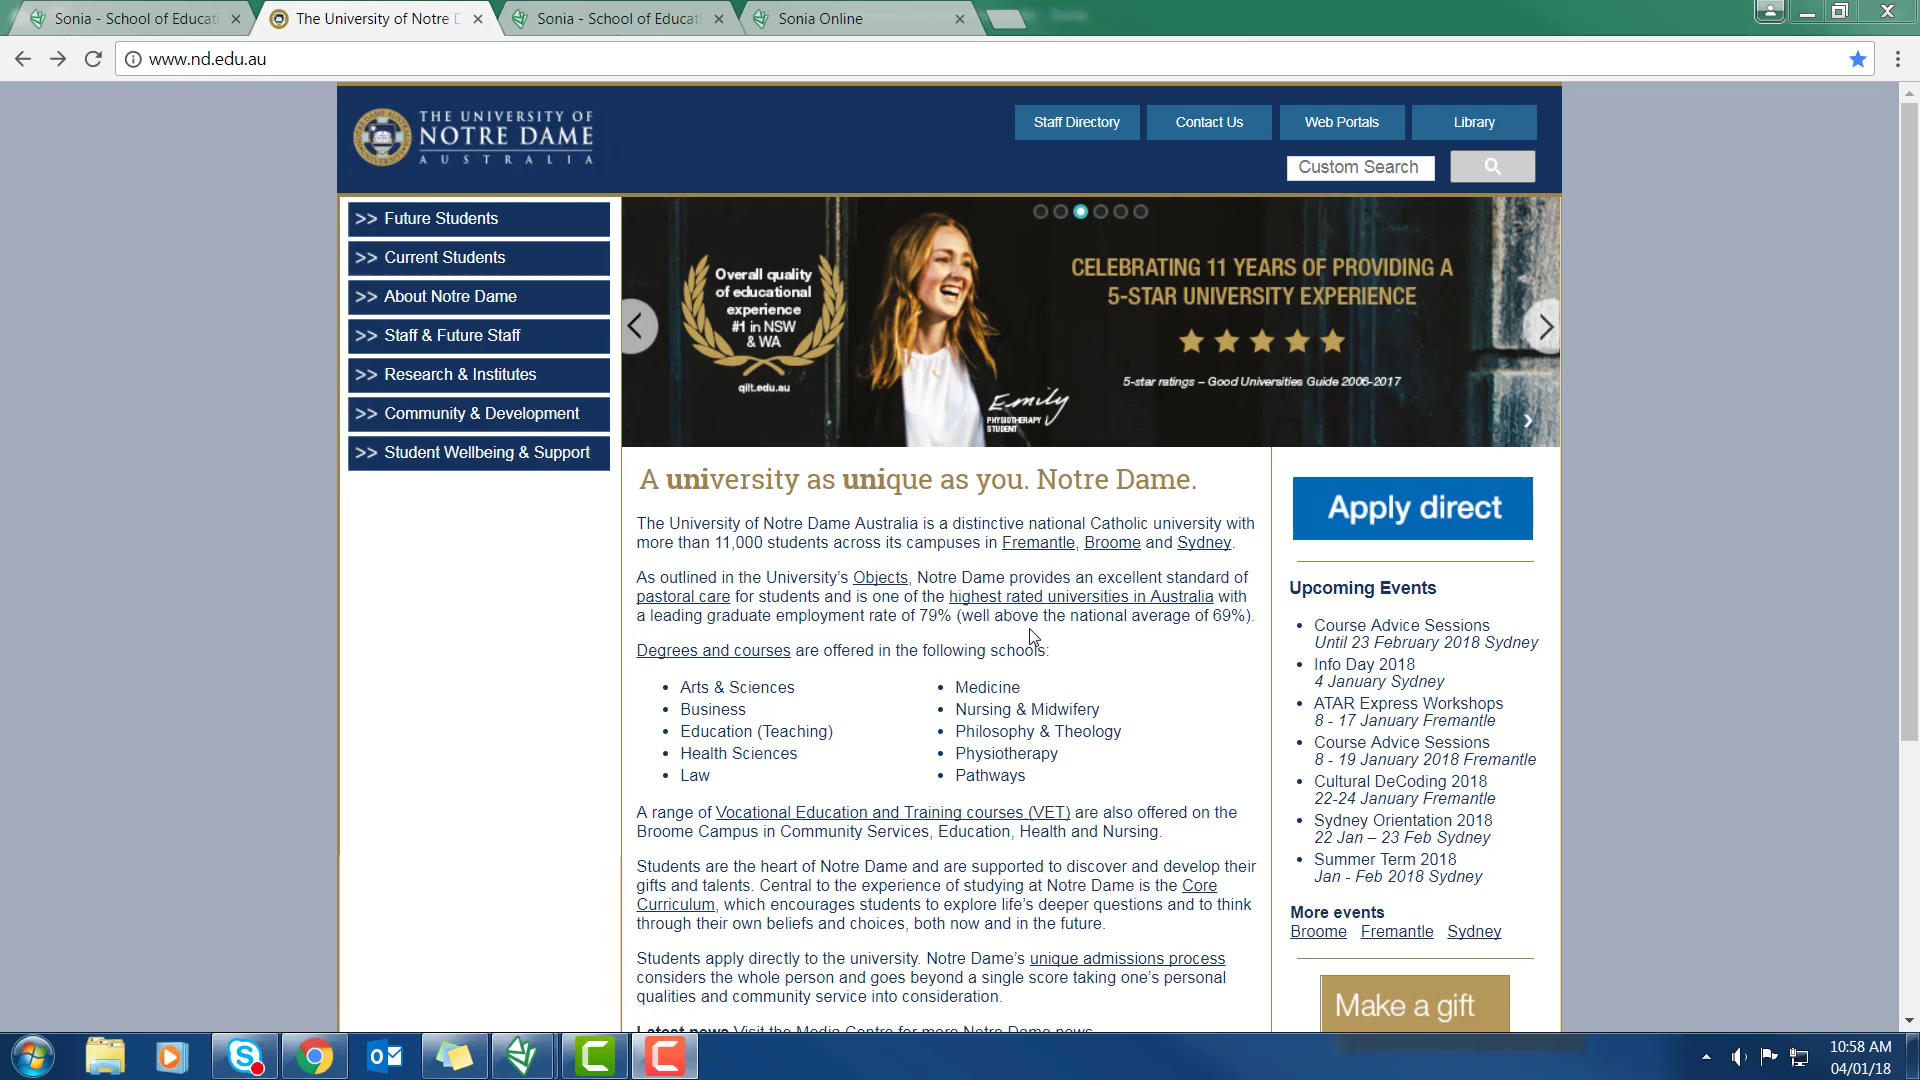 Sonia - School of Educati
The University of Notre D
Sonia - School of Educati
Sonia Online
www.nd.edu.au
THE UNIVERSITY OF
NOTRE DAME
AUSTRALIA
Staff Directory
Contact Us
Web Portals
Library
Custom Search
>> Future Students
>> Current Students
>> About Notre Dame
>> Staff & Future Staff
>> Research & Institutes
>> Community & Development
>> Student Wellbeing & Support
Overall quality
of educational
experience
#1 in NSW
& WA
qilt.edu.au
Emily
PHYSIOTHERAPY
STUDENT
CELEBRATING 11 YEARS OF PROVIDING A
5-STAR UNIVERSITY EXPERIENCE
5-star ratings – Good Universities Guide 2006-2017
A university as unique as you. Notre Dame.
The University of Notre Dame Australia is a distinctive national Catholic university with
more than 11,000 students across its campuses in Fremantle, Broome and Sydney.
As outlined in the University’s Objects, Notre Dame provides an excellent standard of
pastoral care for students and is one of the highest rated universities in Australia with
a leading graduate employment rate of 79% (well above the national average of 69%).
Degrees and courses are offered in the following schools:
• Arts & Sciences
• Business
• Education (Teaching)
• Health Sciences
• Law
• Medicine
• Nursing & Midwifery
• Philosophy & Theology
• Physiotherapy
• Pathways
A range of Vocational Education and Training courses (VET) are also offered on the
Broome Campus in Community Services, Education, Health and Nursing.
Students are the heart of Notre Dame and are supported to discover and develop their
gifts and talents. Central to the experience of studying at Notre Dame is the Core
Curriculum, which encourages students to explore life’s deeper questions and to think
through their own beliefs and choices, both now and in the future.
Students apply directly to the university. Notre Dame’s unique admissions process
considers the whole person and goes beyond a single score taking one’s personal
qualities and community service into consideration.
Latest news Visit the Media Centre for more Notre Dame news
Apply direct
Upcoming Events
• Course Advice Sessions
Until 23 February 2018 Sydney
• Info Day 2018
4 January Sydney
• ATAR Express Workshops
8 - 17 January Fremantle
• Course Advice Sessions
8 - 19 January 2018 Fremantle
• Cultural DeCoding 2018
22-24 January Fremantle
• Sydney Orientation 2018
22 Jan – 23 Feb Sydney
• Summer Term 2018
Jan - Feb 2018 Sydney
More events
Broome Fremantle Sydney
Make a gift
10:58 AM
04/01/18